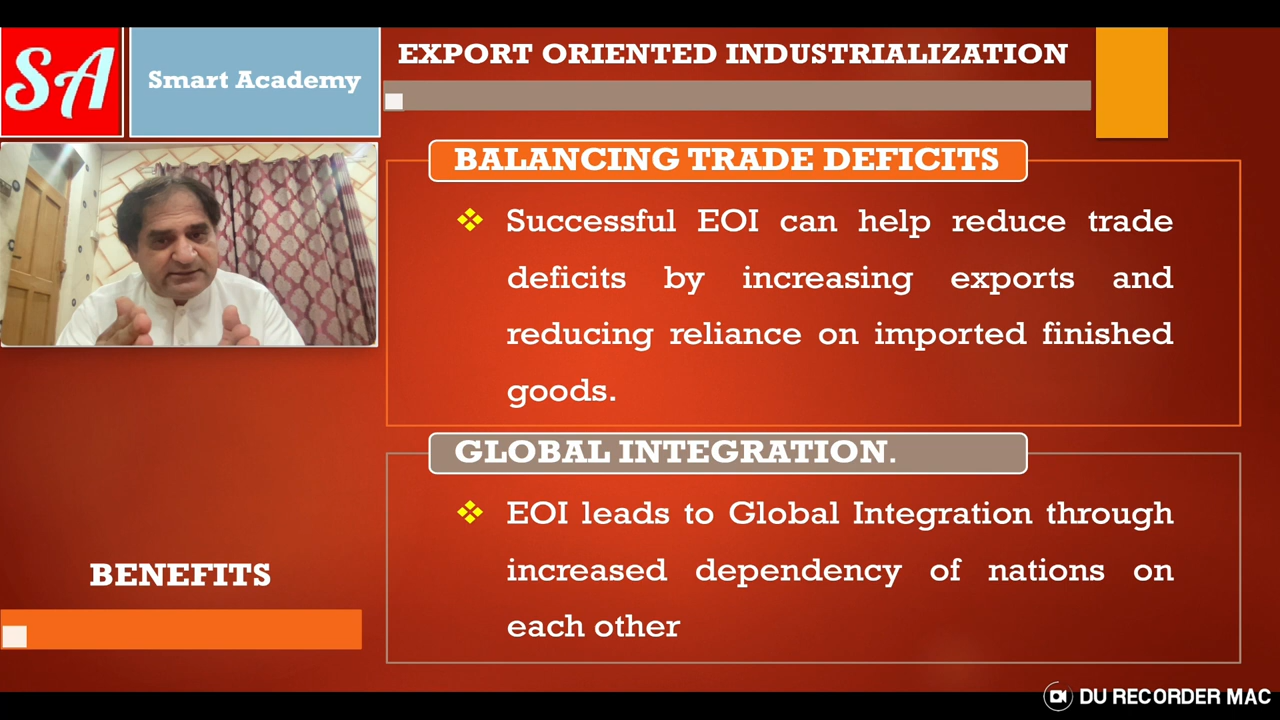 SA
Smart Academy
EXPORT ORIENTED INDUSTRIALIZATION
BALANCING TRADE DEFICITS
Successful EOI can help reduce trade
deficits by increasing exports and
reducing reliance on imported finished
goods.
GLOBAL INTEGRATION.
EOI leads to Global Integration through
increased dependency of nations on
each other
BENEFITS
DU RECORDER MAC